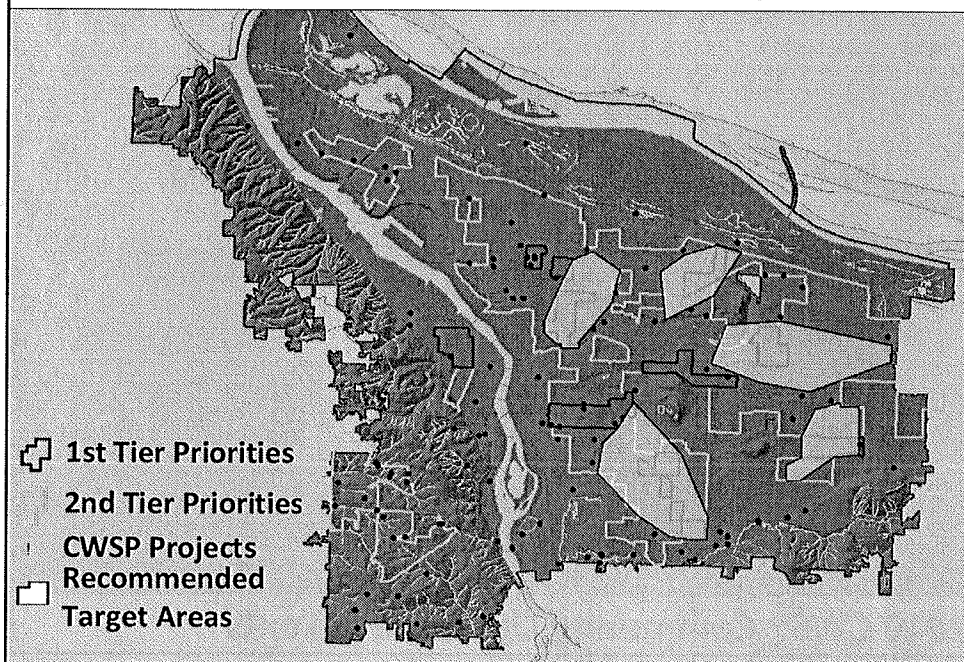 1st Tier Priorities
2nd Tier Priorities
CWSP Projects
Recommended
Target Areas